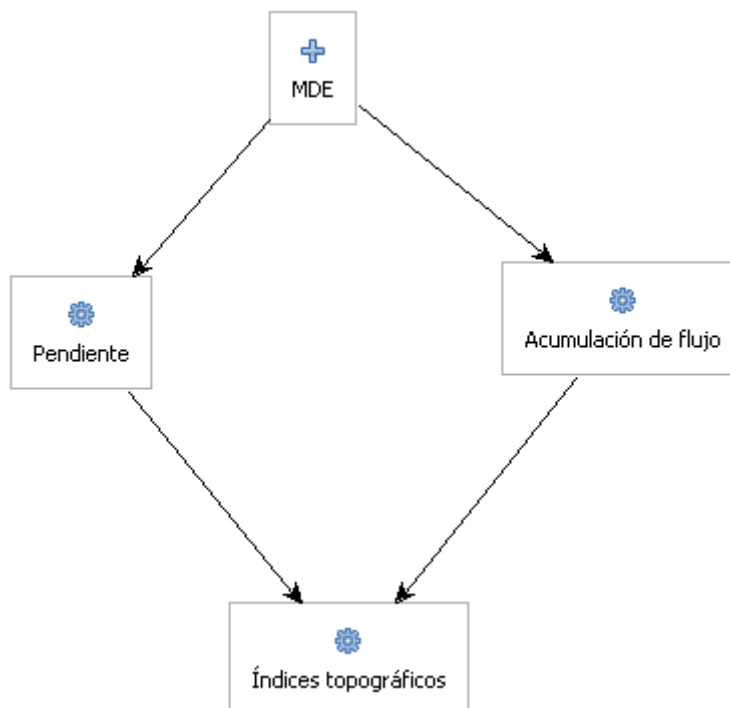 MDE
Pendiente
Acumulación de flujo
Índices topográficos